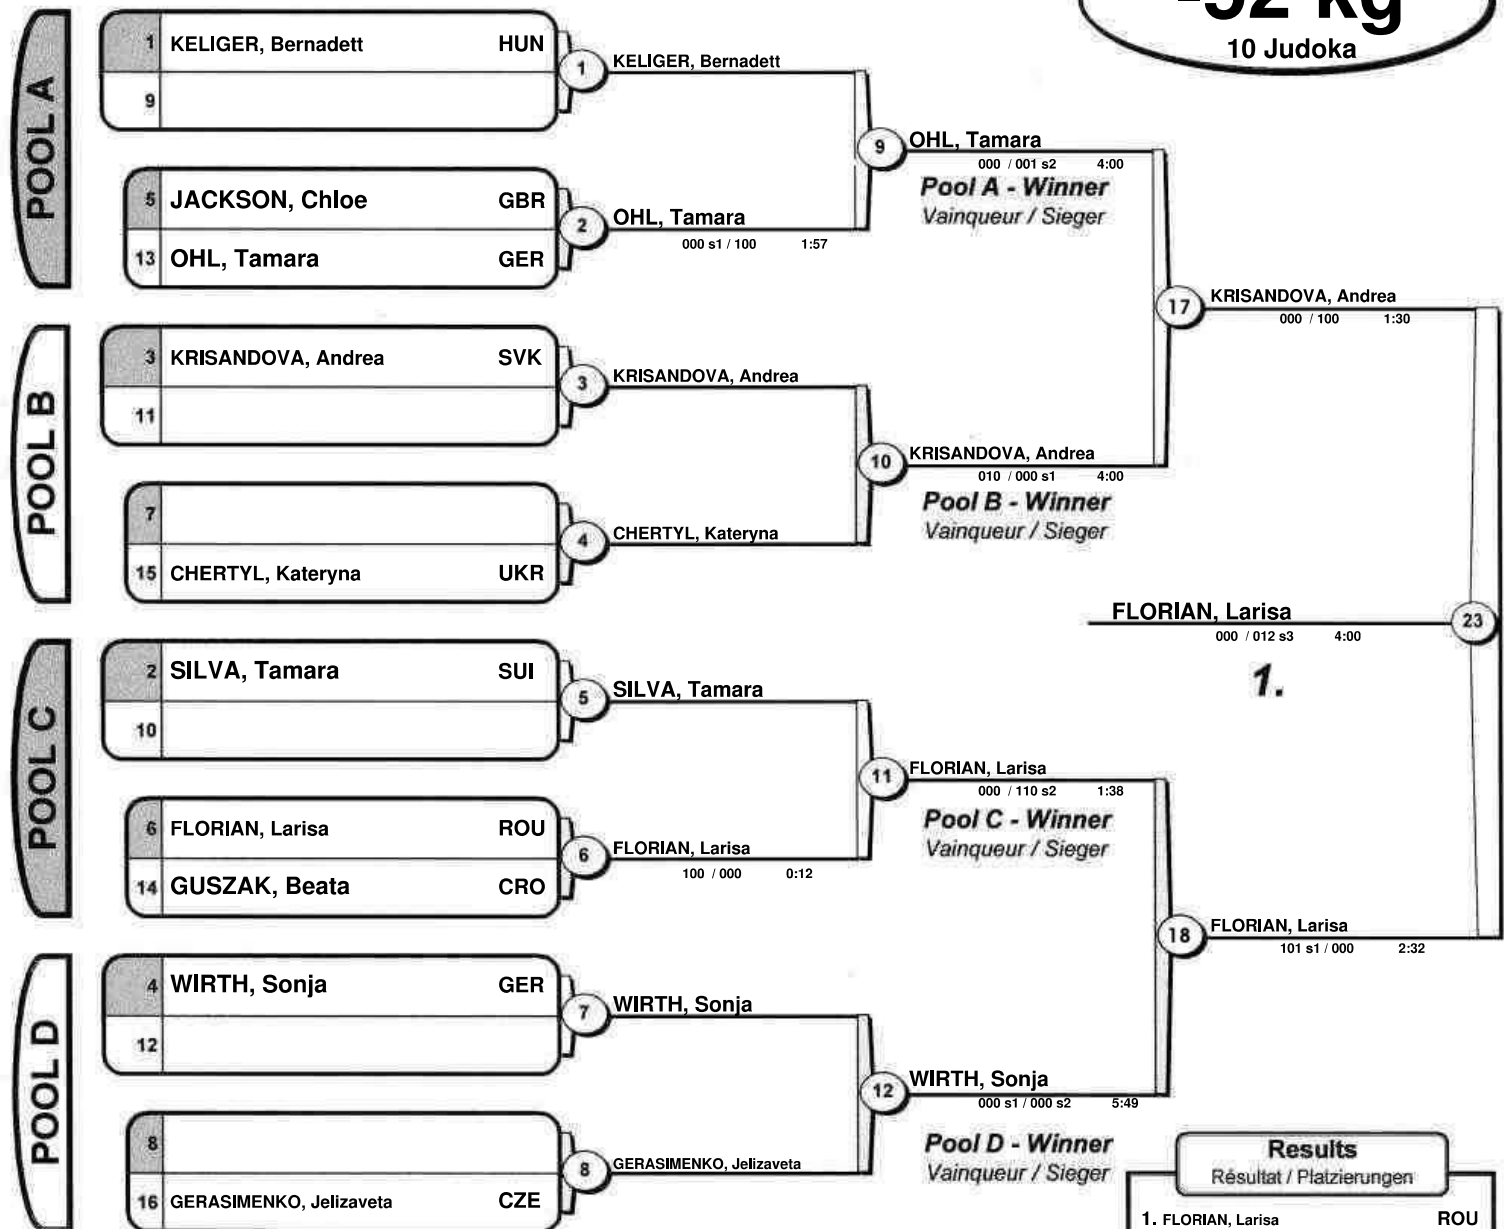 -52 kg
10 Judoka
POOL A
1 KELIGER, Bernadett HUN
9
1 KELIGER, Bernadett
5 JACKSON, Chloe GBR
13 OHL, Tamara GER
2 OHL, Tamara
000 s1 / 100 1:57
9 OHL, Tamara
000 / 001 s2 4:00
Pool A - Winner
Vainqueur / Sieger
POOL B
3 KRISANDOVA, Andrea SVK
11
3 KRISANDOVA, Andrea
7
15 CHERTYL, Kateryna UKR
4 CHERTYL, Kateryna
10 KRISANDOVA, Andrea
010 / 000 s1 4:00
Pool B - Winner
Vainqueur / Sieger
17 KRISANDOVA, Andrea
000 / 100 1:30
FLORIAN, Larisa 23
000 / 012 s3 4:00
1.
POOL C
2 SILVA, Tamara SUI
10
5 SILVA, Tamara
6 FLORIAN, Larisa ROU
14 GUSZAK, Beata CRO
6 FLORIAN, Larisa
100 / 000 0:12
11 FLORIAN, Larisa
000 / 110 s2 1:38
Pool C - Winner
Vainqueur / Sieger
18 FLORIAN, Larisa
101 s1 / 000 2:32
POOL D
4 WIRTH, Sonja GER
12
7 WIRTH, Sonja
8
16 GERASIMENKO, Jelizaveta CZE
8 GERASIMENKO, Jelizaveta
12 WIRTH, Sonja
000 s1 / 000 s2 5:49
Pool D - Winner
Vainqueur / Sieger
Results
Résultat / Platzierungen
1. FLORIAN, Larisa ROU